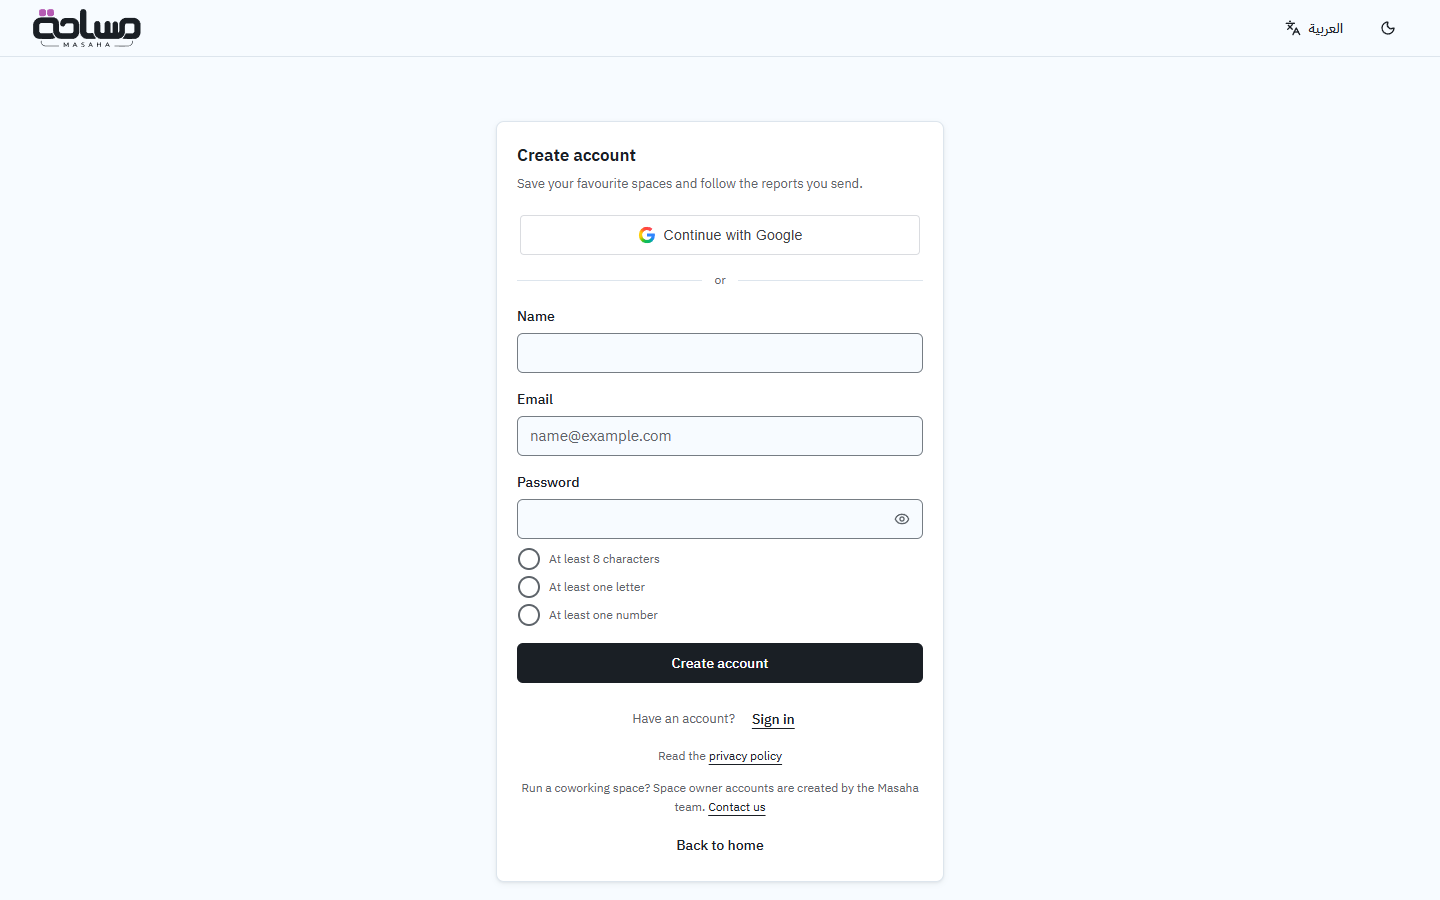 مساحة
MASAHA
العربية
Create account
Save your favourite spaces and follow the reports you send.
Continue with Google
or
Name
Email
name@example.com
Password
At least 8 characters
At least one letter
At least one number
Create account
Have an account? Sign in
Read the privacy policy
Run a coworking space? Space owner accounts are created by the Masaha
team. Contact us
Back to home